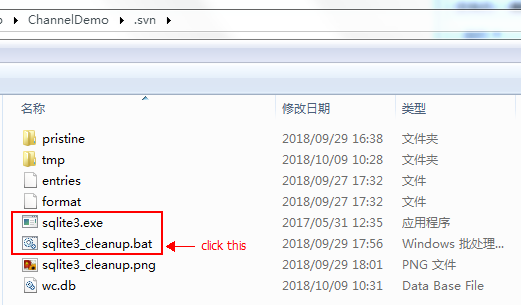 ChannelDemo .svn
名称 修改日期 类型
pristine 2018/09/29 16:38 文件夹
tmp 2018/10/09 10:28 文件夹
entries 2018/09/27 17:32 文件
format 2018/09/27 17:32 文件
sqlite3.exe 2017/05/31 12:35 应用程序
sqlite3_cleanup.bat click this 2018/09/29 17:56 Windows 批处理...
sqlite3_cleanup.png 2018/09/29 18:01 PNG 文件
wc.db 2018/10/09 10:28 Data Base File